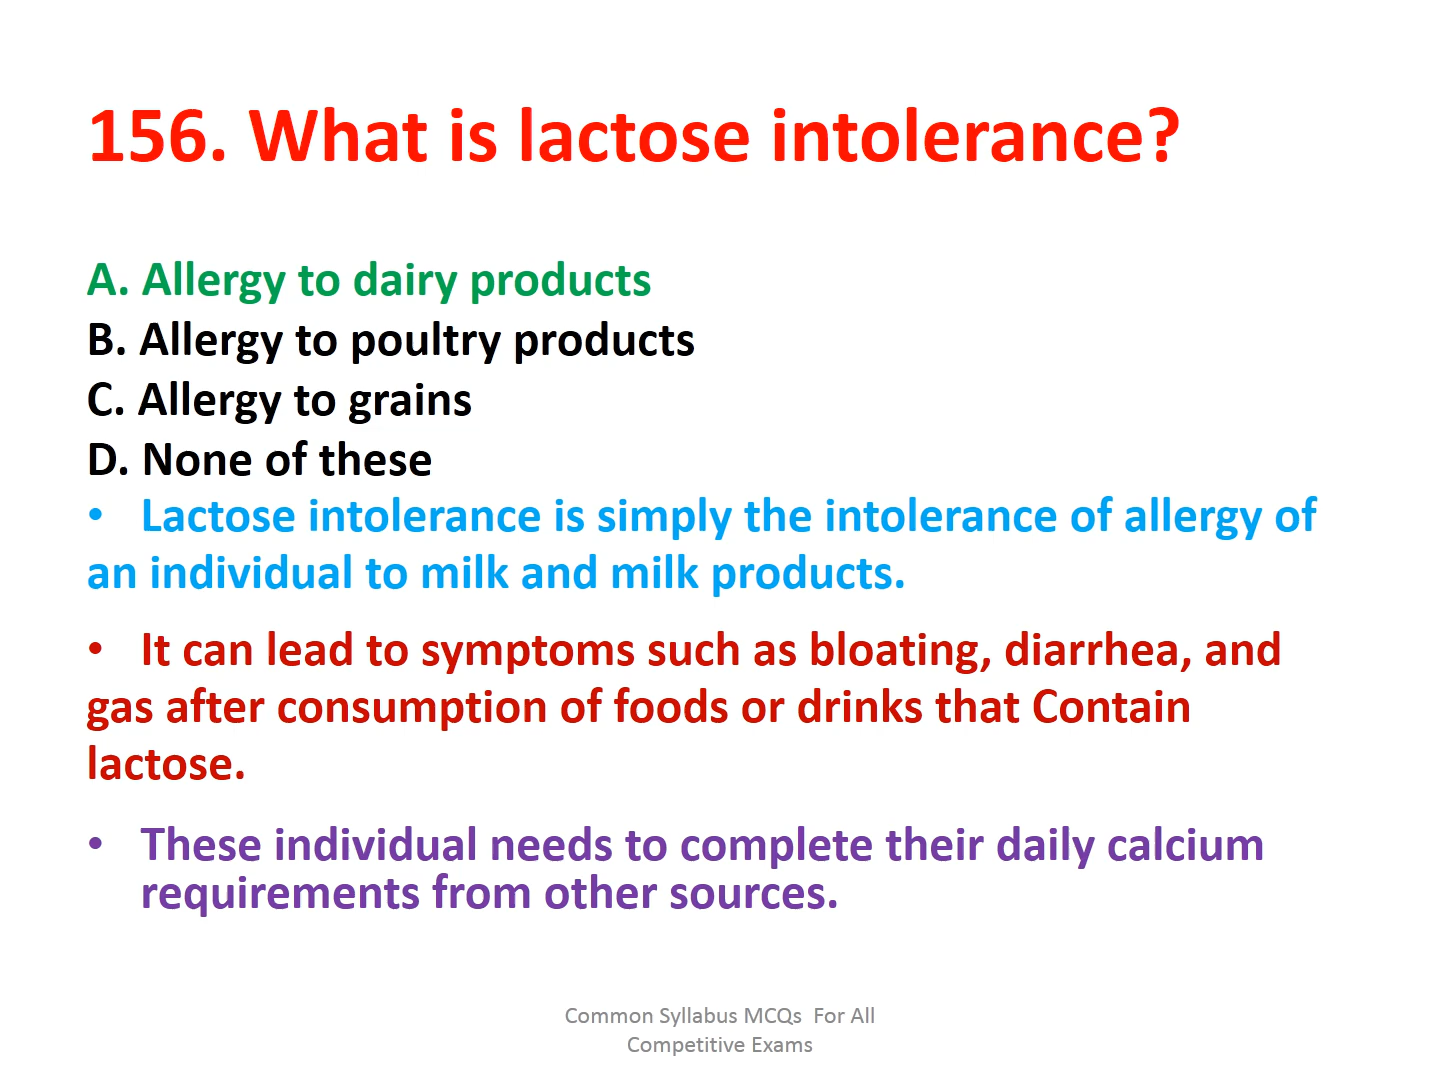 156. What is lactose intolerance?
A. Allergy to dairy products
B. Allergy to poultry products
C. Allergy to grains
D. None of these
• Lactose intolerance is simply the intolerance of allergy of
an individual to milk and milk products.
• It can lead to symptoms such as bloating, diarrhea, and
gas after consumption of foods or drinks that Contain
lactose.
• These individual needs to complete their daily calcium
requirements from other sources.
Common Syllabus MCQs For All
Competitive Exams